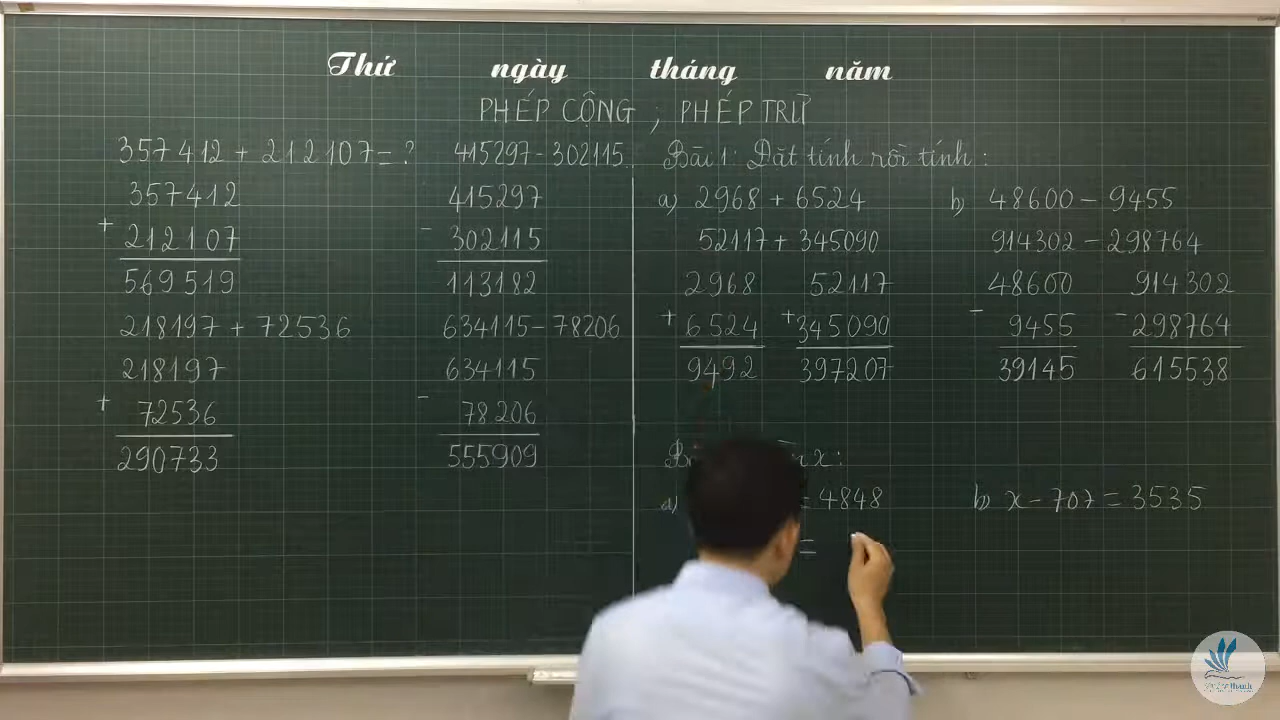 Thứ ngày tháng năm
PHÉP CỘNG ; PHÉP TRỪ
357412 + 212107 = ?
357412
+
212107
569519
218197 + 72536
218197
+
72536
290733
415297 - 302115
415297
-
302115
113182
634115 - 78206
634115
-
78206
555909
Bài 1: Đặt tính rồi tính :
a) 2968 + 6524
52117 + 345090
2968 52117
+ 6524 + 345090
9492 397207
b) 48600 - 9455
914302 - 298764
48600 914302
- 9455 - 298764
39145 615538
x :
a) = 4848
=
b) x - 707 = 3535